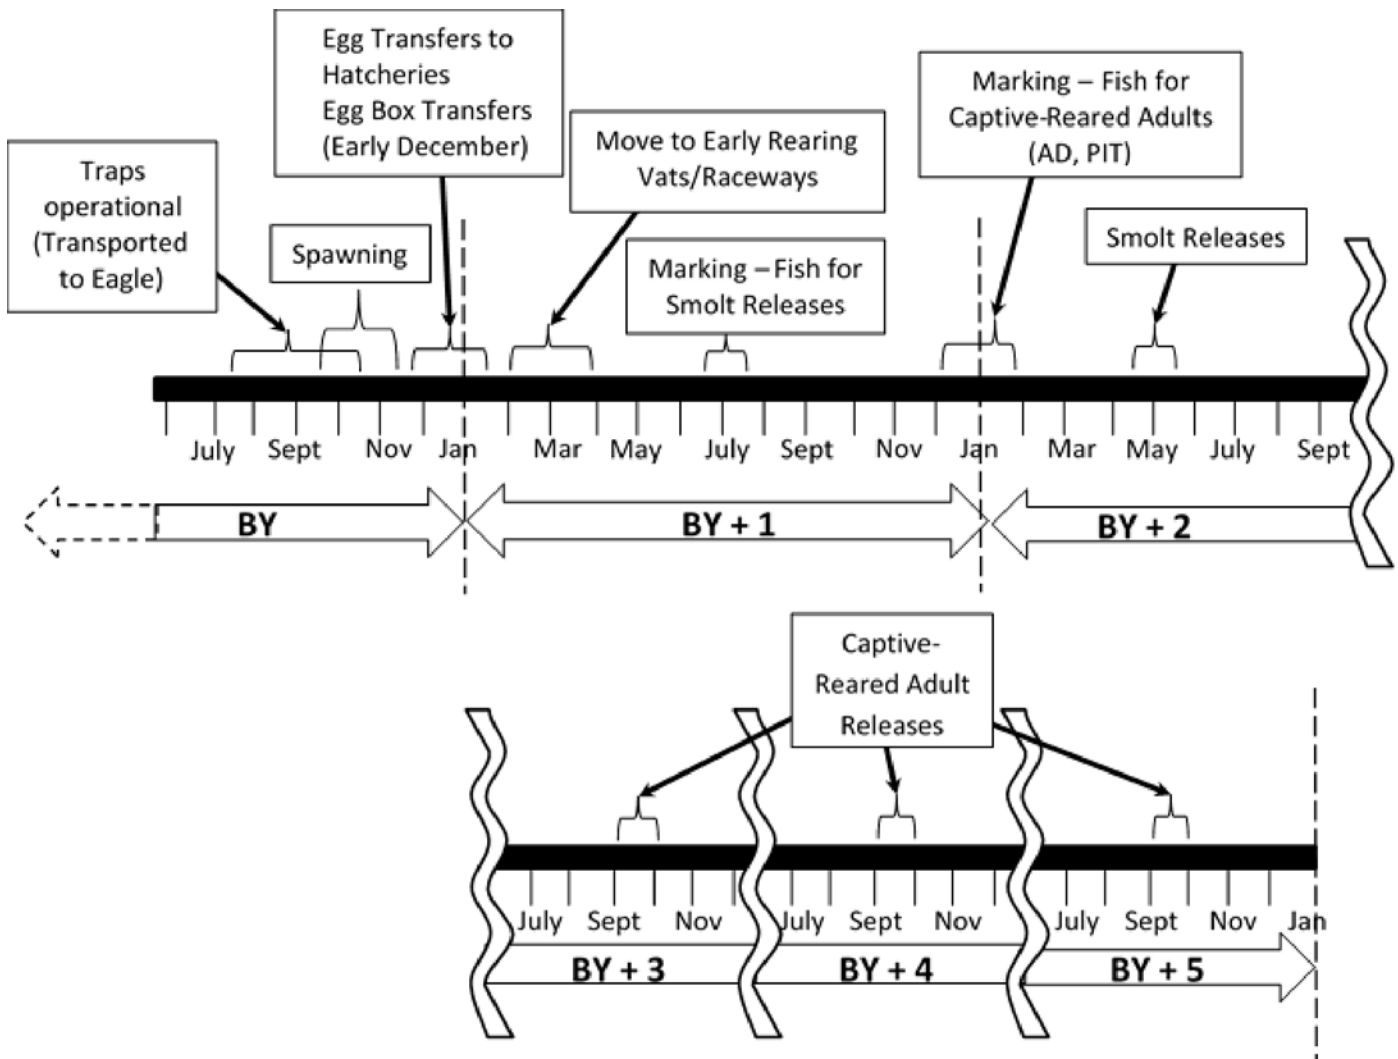 Egg Transfers to
Hatcheries
Egg Box Transfers
(Early December)
Marking – Fish for
Captive-Reared Adults
(AD, PIT)
Move to Early Rearing
Vats/Raceways
Traps
operational
(Transported
to Eagle)
Spawning
Marking – Fish for
Smolt Releases
Smolt Releases
July Sept Nov Jan Mar May July Sept Nov Jan Mar May July Sept
BY BY + 1 BY + 2
Captive-
Reared Adult
Releases
July Sept Nov July Sept Nov July Sept Nov Jan
BY + 3 BY + 4 BY + 5